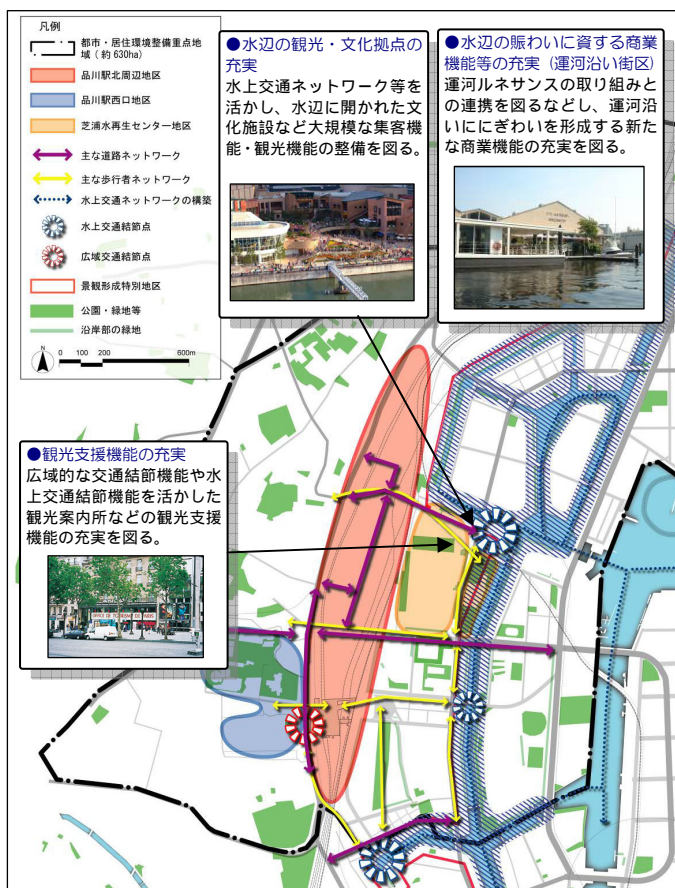 凡例
都市・居住環境整備重点地
域(約 630ha)
品川駅北周辺地区
品川駅西口地区
芝浦水再生センター地区
主な道路ネットワーク
主な歩行者ネットワーク
水上交通ネットワークの構築
水上交通結節点
広域交通結節点
景観形成特別地区
公園・緑地等
沿岸部の緑地
N 0 100 200 600m
●水辺の観光・文化拠点の
充実
水上交通ネットワーク等を
活かし、水辺に開かれた文
化施設など大規模な集客機
能・観光機能の整備を図る。
●水辺の賑わいに資する商業
機能等の充実(運河沿い街区)
運河ルネサンスの取り組みと
の連携を図るなどし、運河沿
いににぎわいを形成する新た
な商業機能の充実を図る。
●観光支援機能の充実
広域的な交通結節機能や水
上交通結節機能を活かした
観光案内所などの観光支援
機能の充実を図る。
OFFICE DE TOURISME DE PARIS